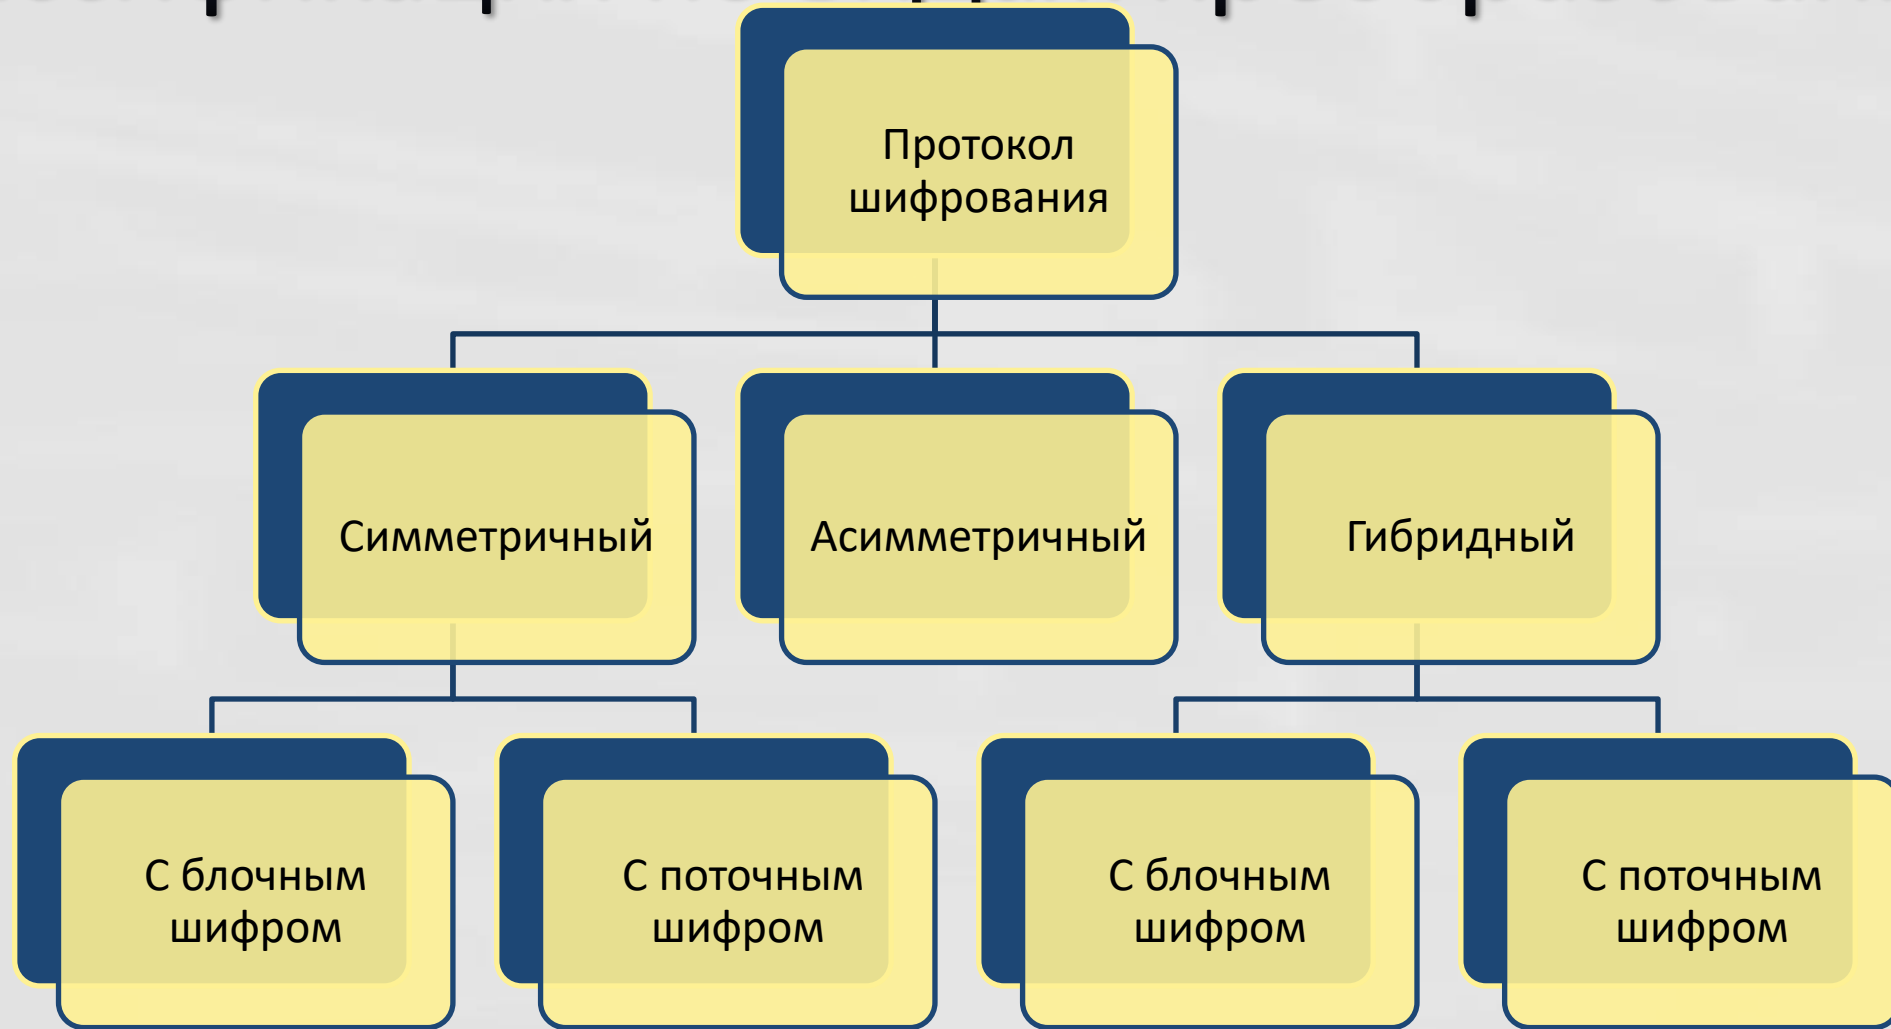 Протокол
шифрования
Симметричный
Асимметричный
Гибридный
С блочным
шифром
С поточным
шифром
С блочным
шифром
С поточным
шифром